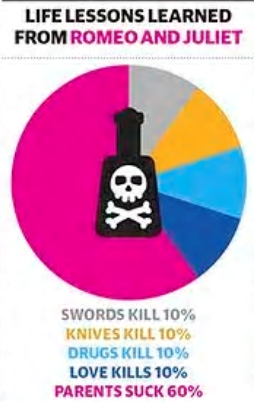 LIFE LESSONS LEARNED
FROM ROMEO AND JULIET
SWORDS KILL 10%
KNIVES KILL 10%
DRUGS KILL 10%
LOVE KILLS 10%
PARENTS SUCK 60%